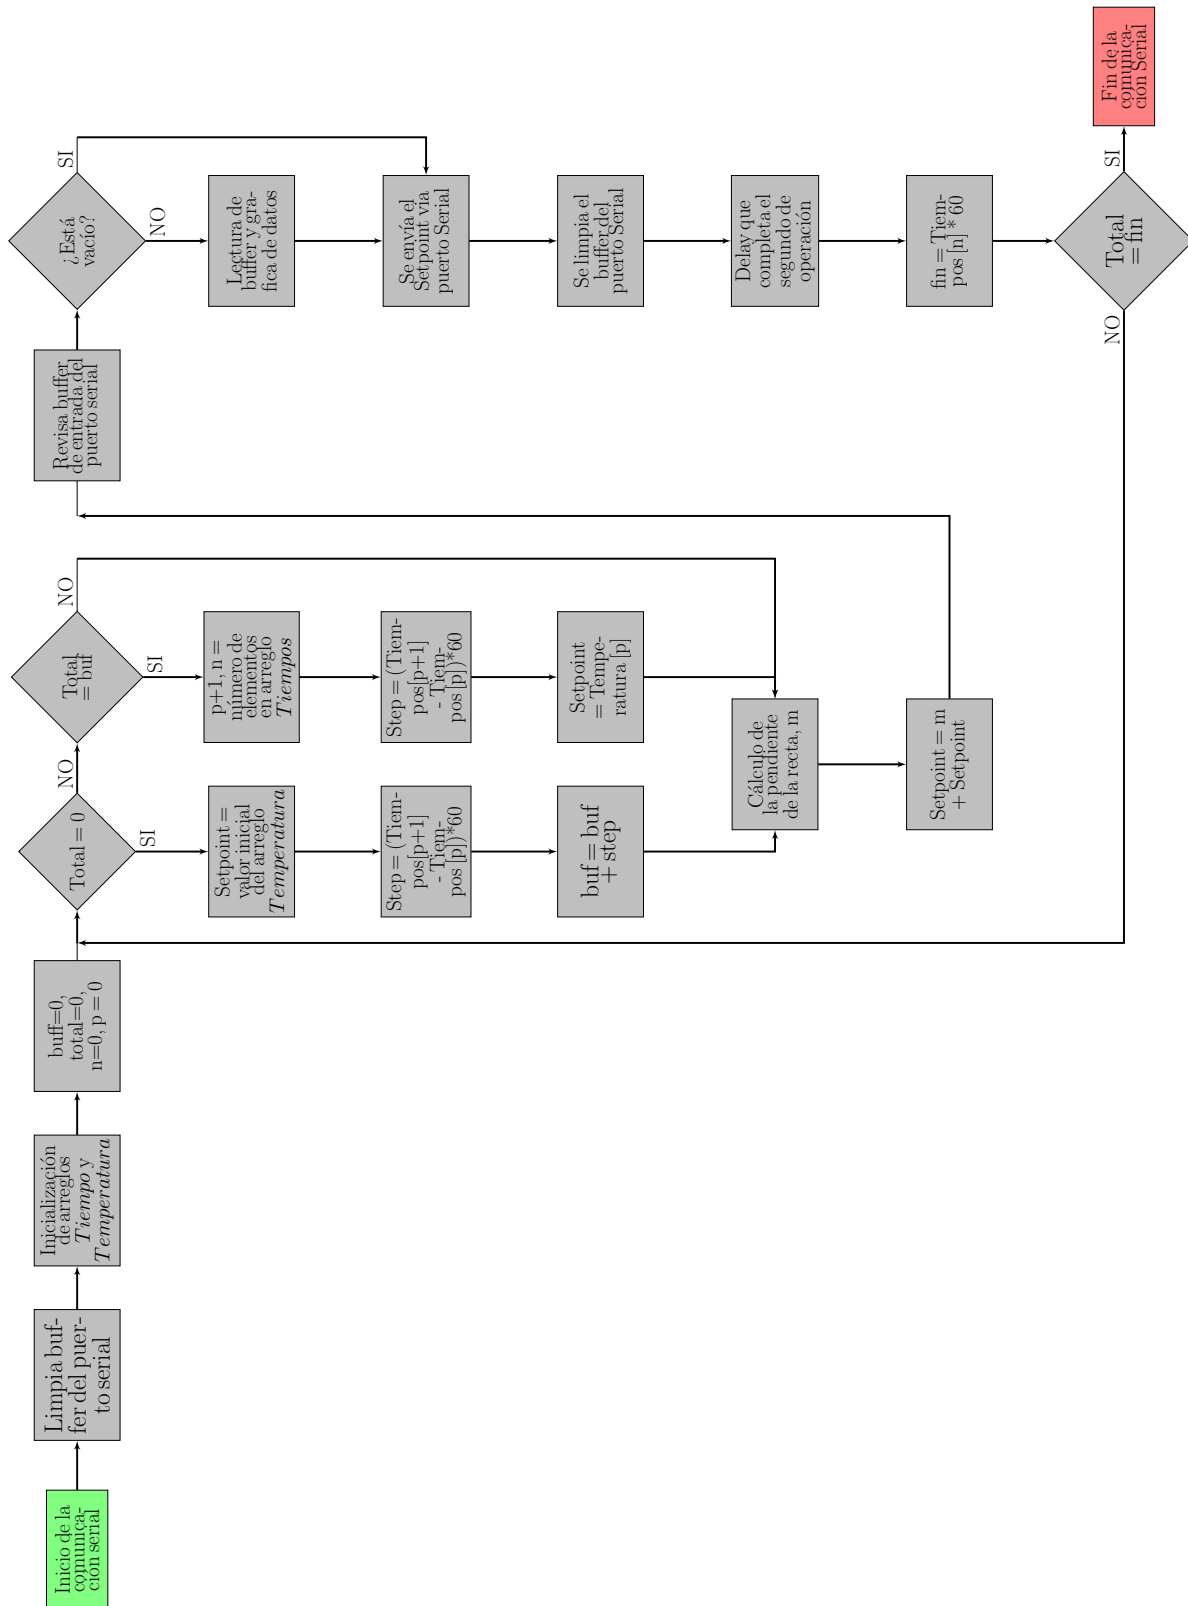 Inicio de la
comunica-
ción serial
Limpia buf-
fer del puer-
to serial
Inicialización
de arreglos
Tiempo y
Temperatura
buff=0,
total=0,
n=0, p = 0
Total = 0
NO
SI
Setpoint =
valor inicial
del arreglo
Temperatura
Step = (Tiem-
pos[p+1]
- Tiem-
pos [p])*60
buf = buf
+ step
Total
= buf
NO
SI
p+1, n =
número de
elementos
en arreglo
Tiempos
Step = (Tiem-
pos[p+1]
- Tiem-
pos [p])*60
Setpoint
= Tempe-
ratura [p]
Cálculo de
la pendiente
de la recta, m
Setpoint = m
+ Setpoint
Revisa buffer
de entrada del
puerto serial
¿Está
vacío?
SI
NO
Lectura de
buffer y gra-
fica de datos
Se envía el
Setpoint via
puerto Serial
Se limpia el
buffer del
puerto Serial
Delay que
completa el
segundo de
operación
fin = Tiem-
pos [n] * 60
Total
= fin
NO
SI
Fin de la
comunica-
ción Serial